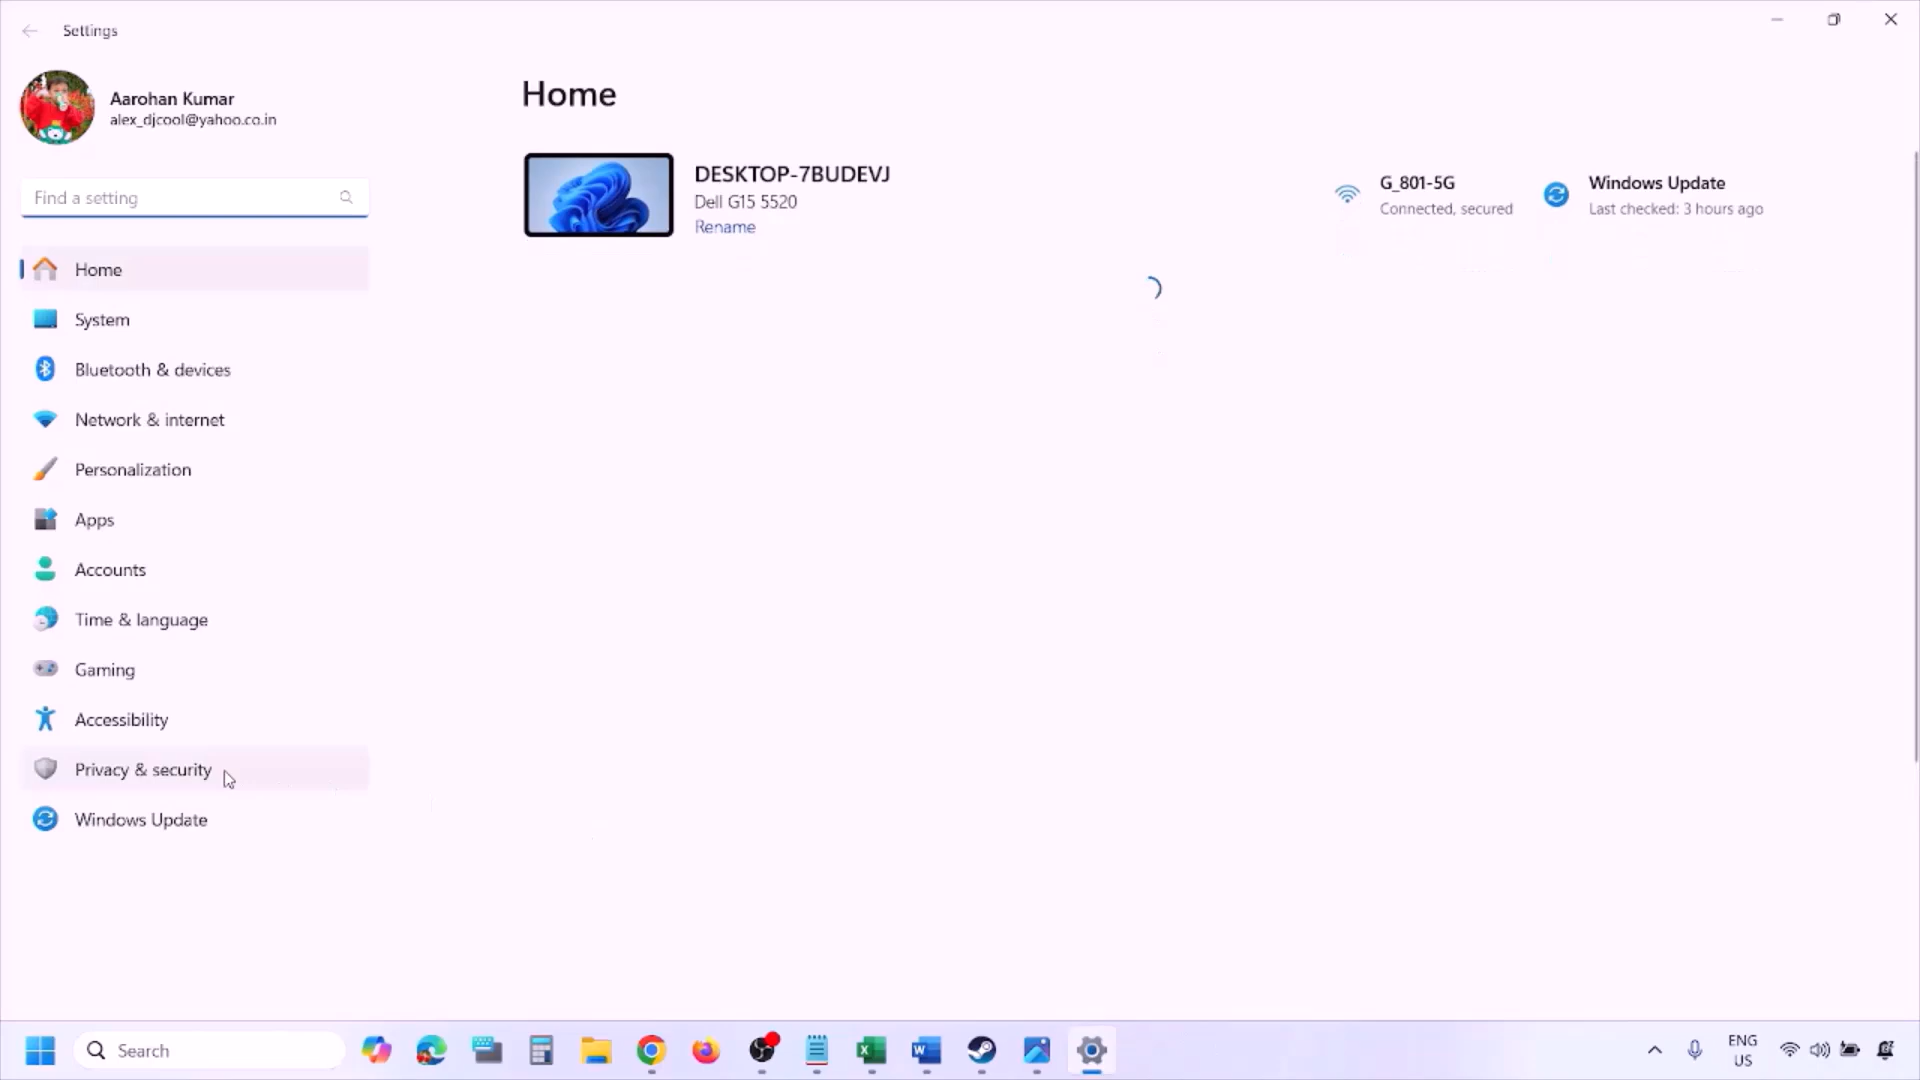 Settings
Aarohan Kumar
alex_djcool@yahoo.co.in
Find a setting
Home
System
Bluetooth & devices
Network & internet
Personalization
Apps
Accounts
Time & language
Gaming
Accessibility
Privacy & security
Windows Update
Home
DESKTOP-7BUDEVJ
Dell G15 5520
Rename
G_801-5G
Connected, secured
Windows Update
Last checked: 3 hours ago
Search
ENG
US